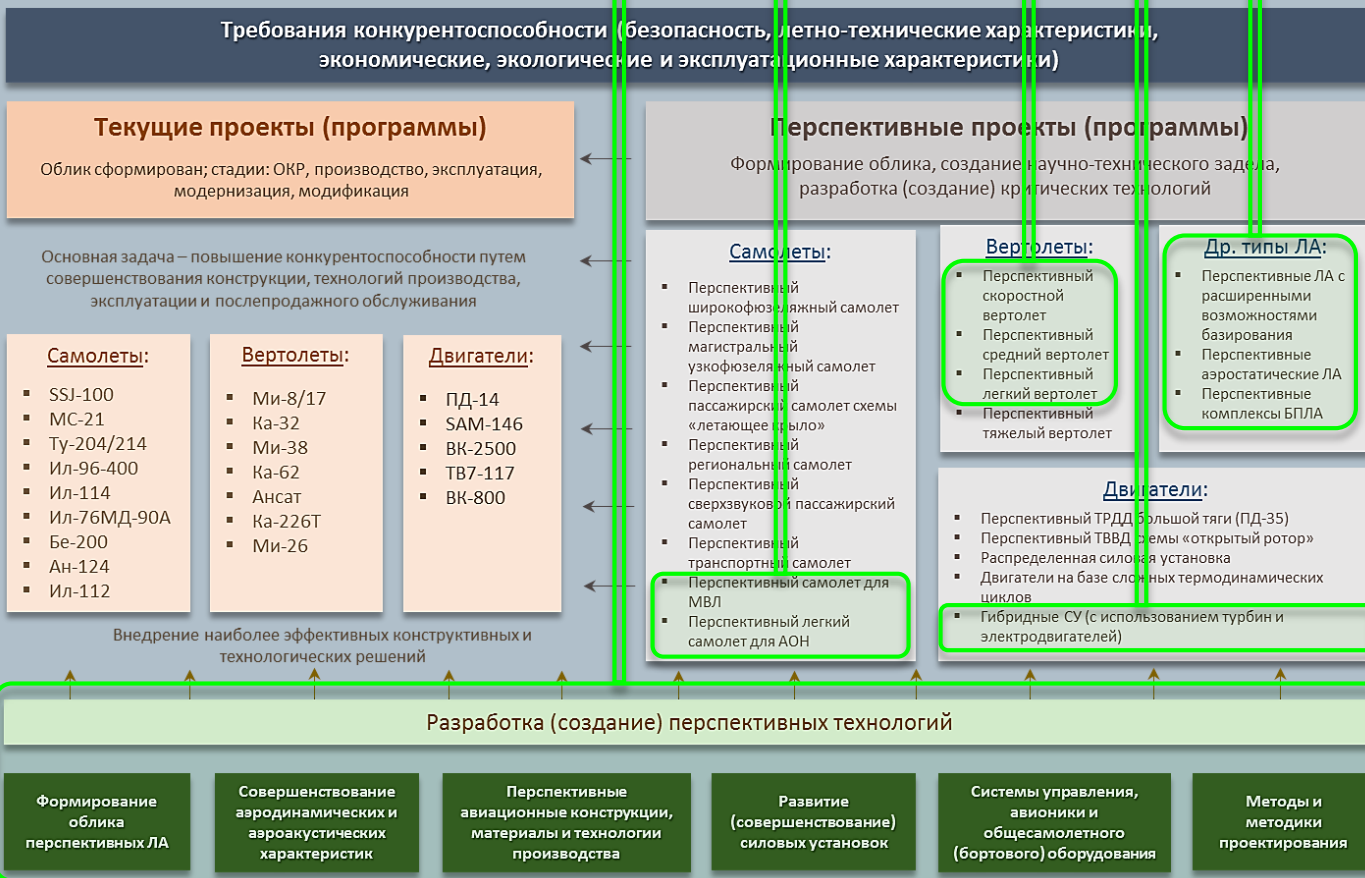 Требования конкурентоспособности (безопасность, летно-технические характеристики,
экономические, экологические и эксплуатационные характеристики)
Текущие проекты (программы)
Облик сформирован; стадии: ОКР, производство, эксплуатация,
модернизация, модификация
Перспективные проекты (программы)
Формирование облика, создание научно-технического задела,
разработка (создание) критических технологий
Основная задача – повышение конкурентоспособности путем
совершенствования конструкции, технологий производства,
эксплуатации и послепродажного обслуживания
Самолеты:
▪ SSJ-100
▪ МС-21
▪ Ту-204/214
▪ Ил-96-400
▪ Ил-114
▪ Ил-76МД-90А
▪ Бе-200
▪ Ан-124
▪ Ил-112
Вертолеты:
▪ Ми-8/17
▪ Ка-32
▪ Ми-38
▪ Ка-62
▪ Ансат
▪ Ка-226Т
▪ Ми-26
Двигатели:
▪ ПД-14
▪ SAM-146
▪ ВК-2500
▪ ТВ7-117
▪ ВК-800
Внедрение наиболее эффективных конструктивных и
технологических решений
Самолеты:
▪ Перспективный
широкофюзеляжный самолет
▪ Перспективный
магистральный
узкофюзеляжный самолет
▪ Перспективный
пассажирский самолет схемы
«летающее крыло»
▪ Перспективный
региональный самолет
▪ Перспективный
сверхзвуковой пассажирский
самолет
▪ Перспективный
транспортный самолет
▪ Перспективный самолет для
МВЛ
▪ Перспективный легкий
самолет для АОН
Вертолеты:
▪ Перспективный
скоростной
вертолет
▪ Перспективный
средний вертолет
▪ Перспективный
легкий вертолет
▪ Перспективный
тяжелый вертолет
Др. типы ЛА:
▪ Перспективные ЛА с
расширенными
возможностями
базирования
▪ Перспективные
аэростатические ЛА
▪ Перспективные
комплексы БПЛА
Двигатели:
▪ Перспективный ТРДД большой тяги (ПД-35)
▪ Перспективный ТВВД схемы «открытый ротор»
▪ Распределенная силовая установка
▪ Двигатели на базе сложных термодинамических
циклов
▪ Гибридные СУ (с использованием турбин и
электродвигателей)
Разработка (создание) перспективных технологий
Формирование
облика
перспективных ЛА
Совершенствование
аэродинамических и
аэроакустических
характеристик
Перспективные
авиационные конструкции,
материалы и технологии
производства
Развитие
(совершенствование)
силовых установок
Системы управления,
авионики и
общесамолетного
(бортового) оборудования
Методы и
методики
проектирования